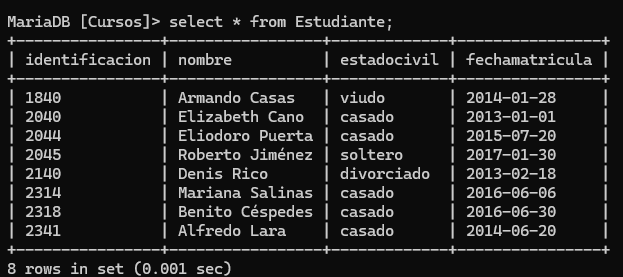 MariaDB [Cursos]> select * from Estudiante;
+----------------+-----------------+-------------+----------------+
| identificacion | nombre          | estadocivil | fechamatricula |
+----------------+-----------------+-------------+----------------+
| 1840           | Armando Casas   | viudo       | 2014-01-28     |
| 2040           | Elizabeth Cano  | casado      | 2013-01-01     |
| 2044           | Eliodoro Puerta | casado      | 2015-07-20     |
| 2045           | Roberto Jiménez | soltero     | 2017-01-30     |
| 2140           | Denis Rico      | divorciado  | 2013-02-18     |
| 2314           | Mariana Salinas | casado      | 2016-06-06     |
| 2318           | Benito Céspedes | casado      | 2016-06-30     |
| 2341           | Alfredo Lara    | casado      | 2014-06-20     |
+----------------+-----------------+-------------+----------------+
8 rows in set (0.001 sec)